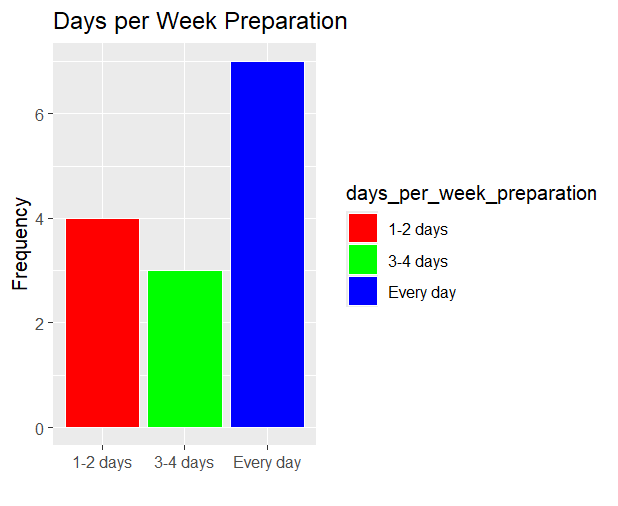 Days per Week Preparation
Frequency
6
4
2
0
1-2 days 3-4 days Every day
days_per_week_preparation
1-2 days
3-4 days
Every day